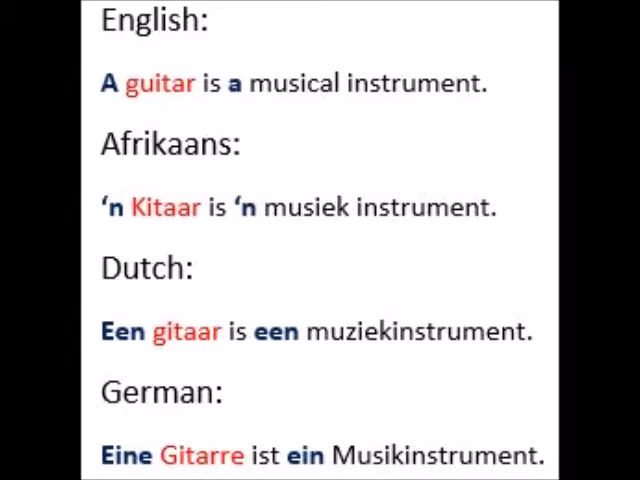 English:
A guitar is a musical instrument.
Afrikaans:
‘n Kitaar is ‘n musiek instrument.
Dutch:
Een gitaar is een muziekinstrument.
German:
Eine Gitarre ist ein Musikinstrument.